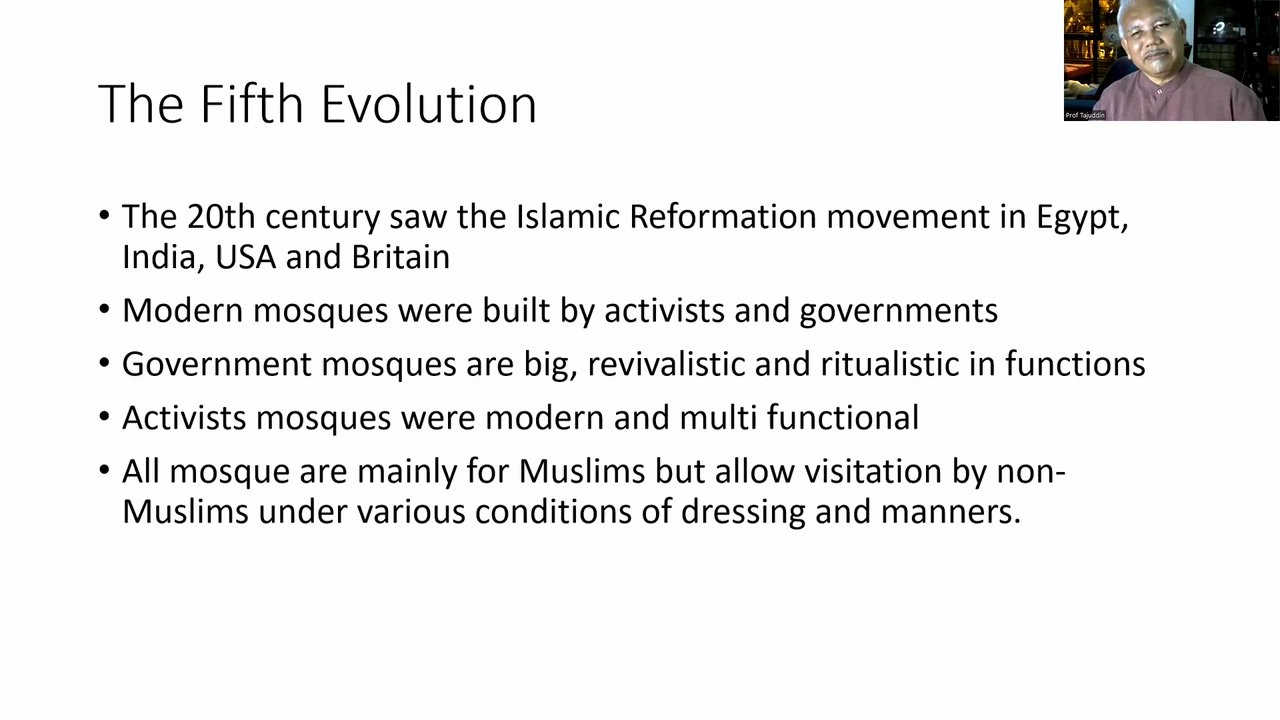 The Fifth Evolution
Prof Tajuddin
• The 20th century saw the Islamic Reformation movement in Egypt,
India, USA and Britain
• Modern mosques were built by activists and governments
• Government mosques are big, revivalistic and ritualistic in functions
• Activists mosques were modern and multi functional
• All mosque are mainly for Muslims but allow visitation by non-
Muslims under various conditions of dressing and manners.